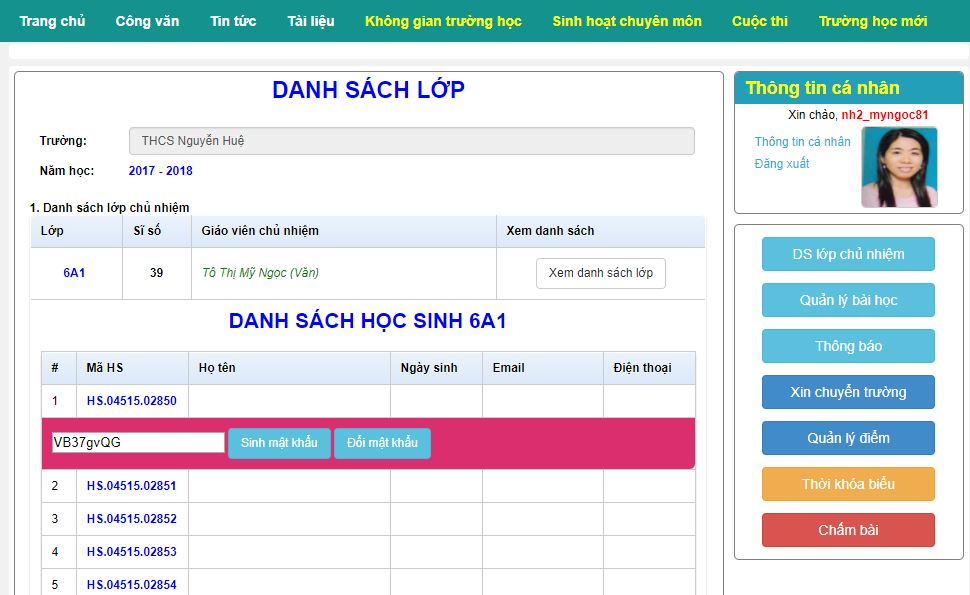 Trang chủ Công văn Tin tức Tài liệu Không gian trường học Sinh hoạt chuyên môn Cuộc thi Trường học mới
DANH SÁCH LỚP
Trường: THCS Nguyễn Huệ
Năm học: 2017 - 2018
1. Danh sách lớp chủ nhiệm
Lớp Sĩ số Giáo viên chủ nhiệm Xem danh sách
6A1 39 Tô Thị Mỹ Ngọc (Văn) Xem danh sách lớp
DANH SÁCH HỌC SINH 6A1
# Mã HS Họ tên Ngày sinh Email Điện thoại
1 HS.04515.02850
VB37gvQG Sinh mật khẩu Đổi mật khẩu
2 HS.04515.02851
3 HS.04515.02852
4 HS.04515.02853
5 HS.04515.02854
Thông tin cá nhân
Xin chào, nh2_myngoc81
Thông tin cá nhân
Đăng xuất
DS lớp chủ nhiệm
Quản lý bài học
Thông báo
Xin chuyển trường
Quản lý điểm
Thời khóa biểu
Chấm bài